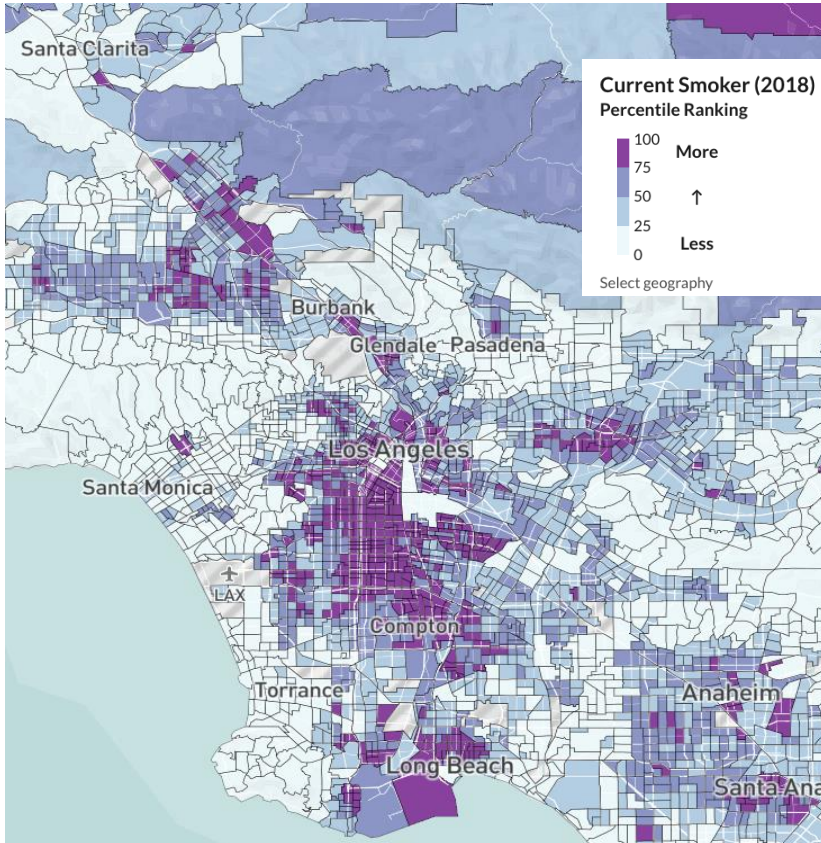 Santa Clarita
Current Smoker (2018)
Percentile Ranking
100
More
75
50
↑
25
Less
0
Select geography
Burbank
Glendale
Pasadena
Los Angeles
Santa Monica
LAX
Compton
Torrance
Anaheim
Long Beach
Santa Ana